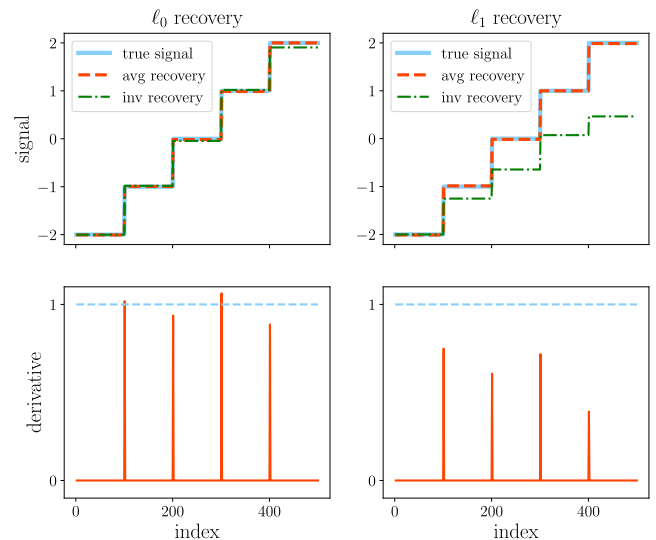 ℓ₀ recovery
ℓ₁ recovery
signal
2
1
0
−1
−2
true signal
avg recovery
inv recovery
2
1
0
−1
−2
true signal
avg recovery
inv recovery
derivative
1
0
0
200
400
index
1
0
0
200
400
index